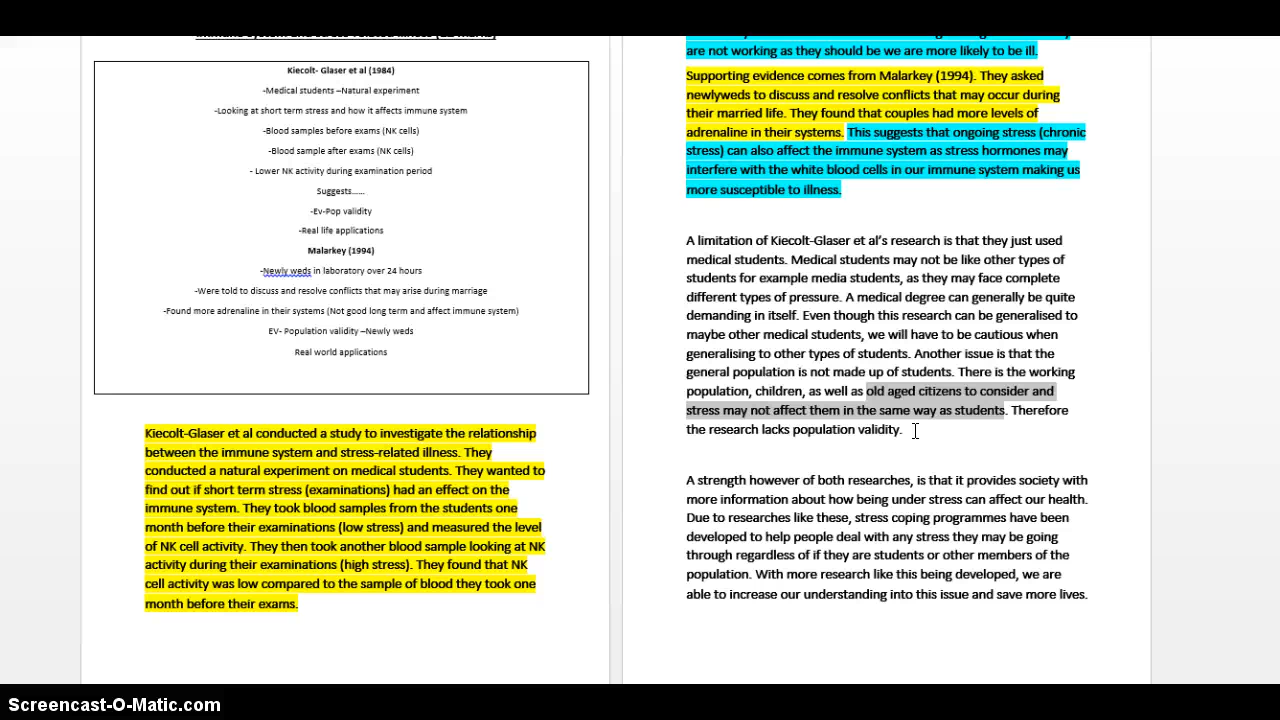 immune system and stress-related illness (12 marks)
Kiecolt- Glaser et al (1984)
-Medical students –Natural experiment
-Looking at short term stress and how it affects immune system
-Blood samples before exams (NK cells)
-Blood sample after exams (NK cells)
- Lower NK activity during examination period
Suggests......
-Ev-Pop validity
-Real life applications
Malarkey (1994)
-Newly weds in laboratory over 24 hours
-Were told to discuss and resolve conflicts that may arise during marriage
-Found more adrenaline in their systems (Not good long term and affect immune system)
EV- Population validity –Newly weds
Real world applications
Kiecolt-Glaser et al conducted a study to investigate the relationship
between the immune system and stress-related illness. They
conducted a natural experiment on medical students. They wanted to
find out if short term stress (examinations) had an effect on the
immune system. They took blood samples from the students one
month before their examinations (low stress) and measured the level
of NK cell activity. They then took another blood sample looking at NK
activity during their examinations (high stress). They found that NK
cell activity was low compared to the sample of blood they took one
month before their exams.
are not working as they should be we are more likely to be ill.
Supporting evidence comes from Malarkey (1994). They asked
newlyweds to discuss and resolve conflicts that may occur during
their married life. They found that couples had more levels of
adrenaline in their systems. This suggests that ongoing stress (chronic
stress) can also affect the immune system as stress hormones may
interfere with the white blood cells in our immune system making us
more susceptible to illness.
A limitation of Kiecolt-Glaser et al's research is that they just used
medical students. Medical students may not be like other types of
students for example media students, as they may face complete
different types of pressure. A medical degree can generally be quite
demanding in itself. Even though this research can be generalised to
maybe other medical students, we will have to be cautious when
generalising to other types of students. Another issue is that the
general population is not made up of students. There is the working
population, children, as well as old aged citizens to consider and
stress may not affect them in the same way as students. Therefore
the research lacks population validity.
A strength however of both researches, is that it provides society with
more information about how being under stress can affect our health.
Due to researches like these, stress coping programmes have been
developed to help people deal with any stress they may be going
through regardless of if they are students or other members of the
population. With more research like this being developed, we are
able to increase our understanding into this issue and save more lives.
Screencast-O-Matic.com